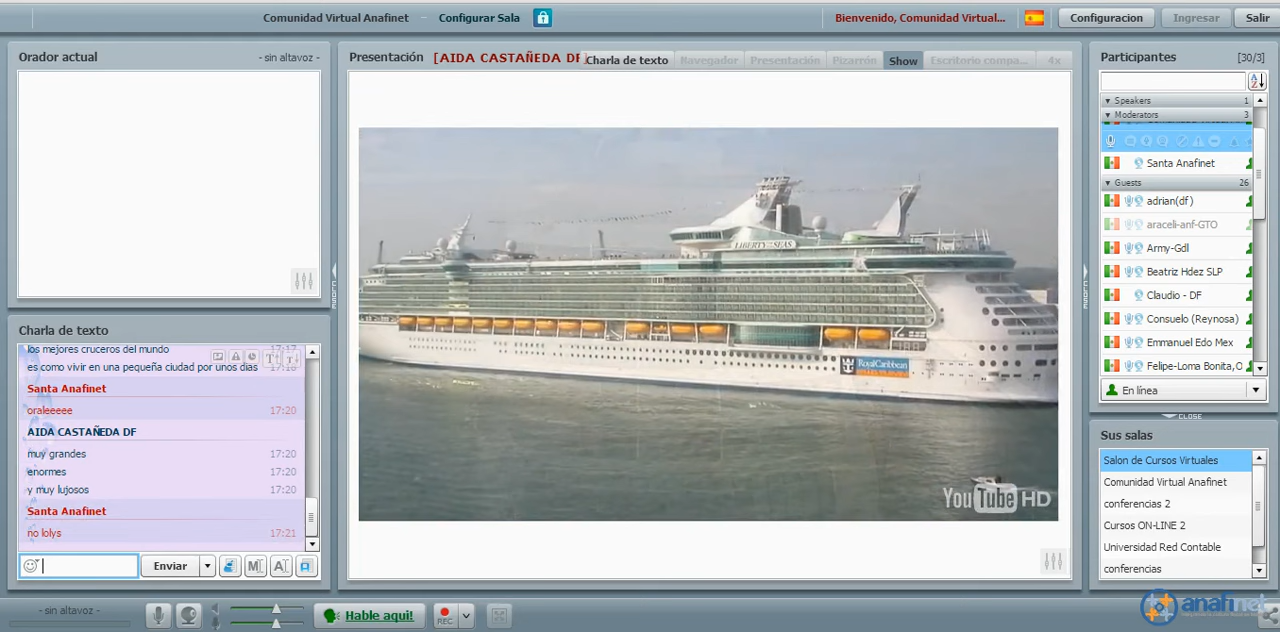 Comunidad Virtual Anafinet
Configurar Sala
Bienvenido, Comunidad Virtual...
Configuracion
Ingresar
Salir
Orador actual
- sin altavoz -
Charla de texto
los mejores cruceros del mundo 17:17
es como vivir en una pequeña ciudad por unos dias 17:18
Santa Anafinet
oraleeeee 17:20
AIDA CASTAÑEDA DF
muy grandes 17:20
enormes 17:20
y muy lujosos 17:20
Santa Anafinet
no lolys 17:21
Enviar
Presentación
[AIDA CASTAÑEDA DF
Charla de texto
Navegador
Presentación
Pizarrón
Show
Escritorio compa...
4x
LIBERTY OF THE SEAS
RoyalCaribbean
YouTube HD
Participantes
[30/3]
Speakers 1
Moderators 3
Santa Anafinet
Guests 26
adrian(df)
araceli-anf-GTO
Army-Gdl
Beatriz Hdez SLP
Claudio - DF
Consuelo (Reynosa)
Emmanuel Edo Mex
Felipe-Loma Bonita,O
En línea
CLOSE
Sus salas
Salon de Cursos Virtuales
Comunidad Virtual Anafinet
conferencias 2
Cursos ON-LINE 2
Universidad Red Contable
conferencias
- sin altavoz -
Hable aqui!
REC
anafinet